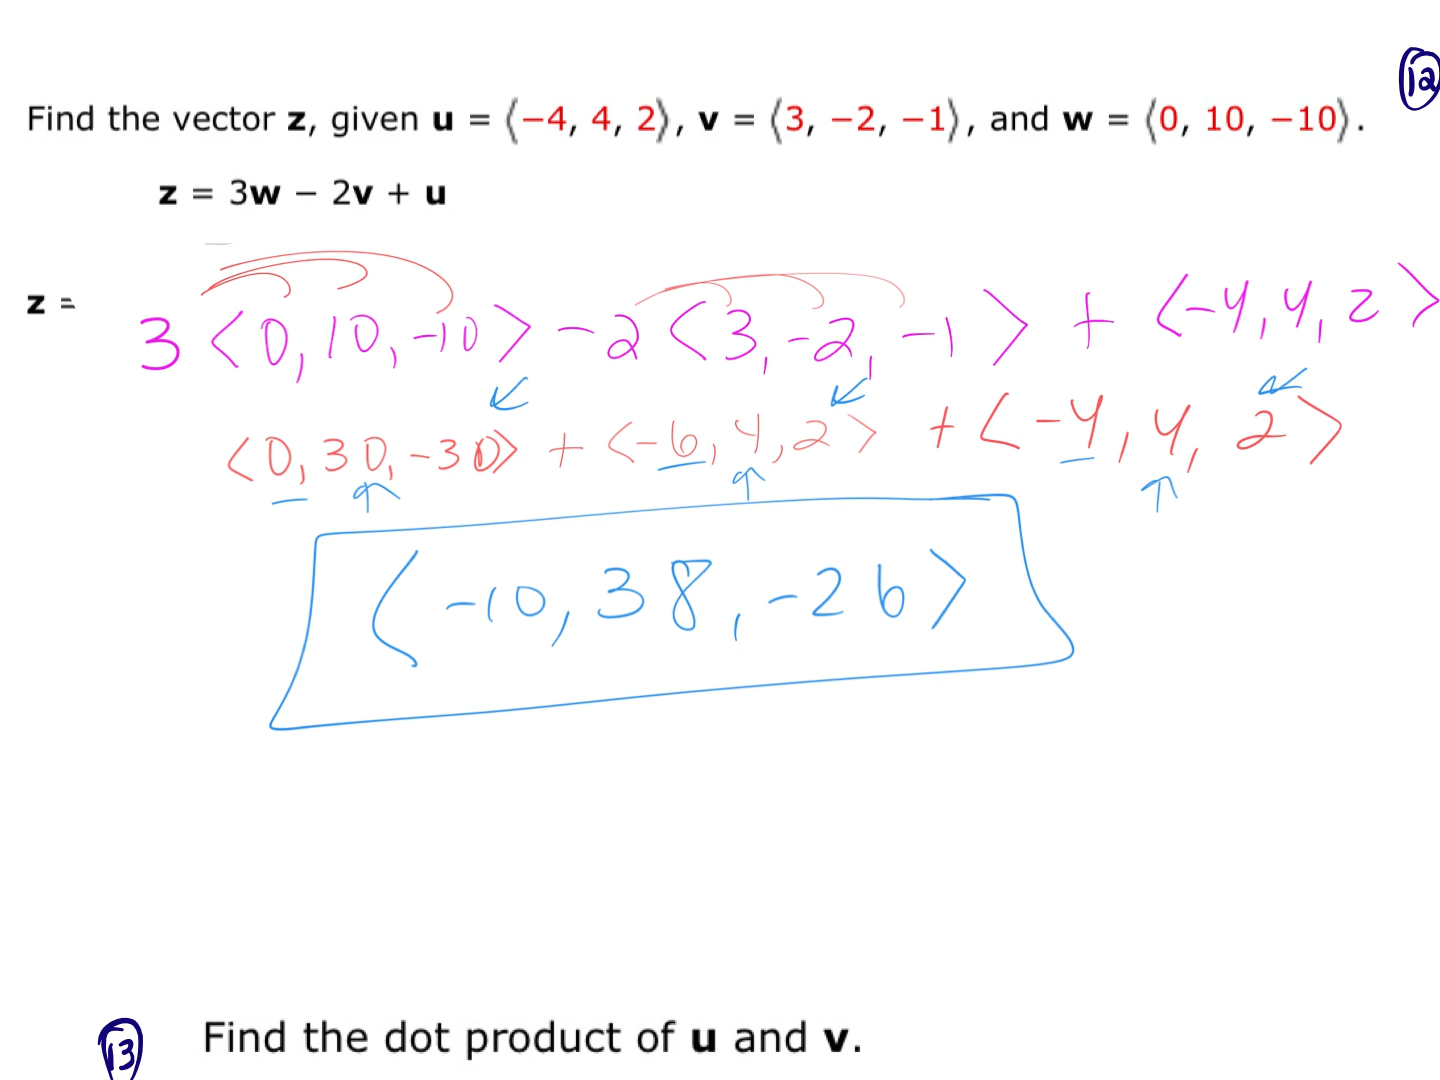 12
Find the vector z, given u = ⟨−4, 4, 2⟩, v = ⟨3, −2, −1⟩, and w = ⟨0, 10, −10⟩.
z = 3w − 2v + u
z = 3 <0, 10, -10> -2 <3, -2, -1> + <-4, 4, 2>
<0, 30, -30> + <-6, 4, 2> + <-4, 4, 2>
<-10, 38, -26>
13 Find the dot product of u and v.